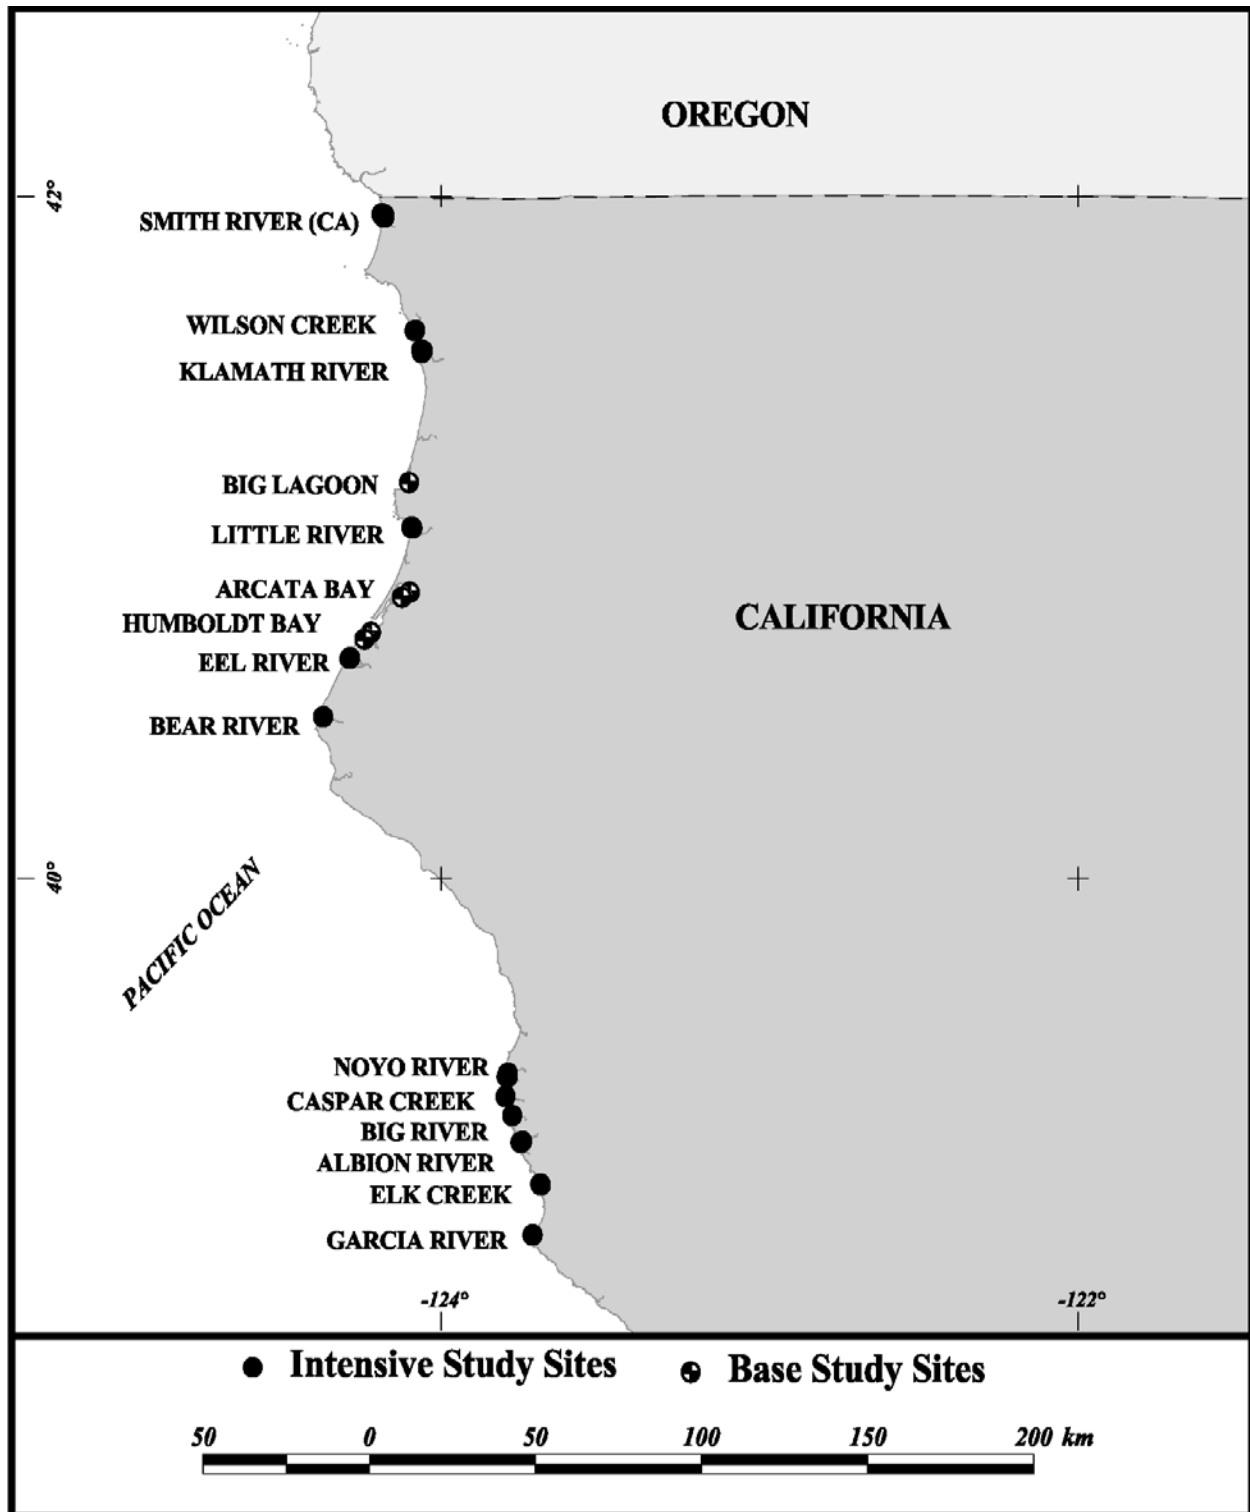 OREGON
42°
SMITH RIVER (CA)
WILSON CREEK
KLAMATH RIVER
BIG LAGOON
LITTLE RIVER
ARCATA BAY
HUMBOLDT BAY
CALIFORNIA
EEL RIVER
BEAR RIVER
40°
PACIFIC OCEAN
NOYO RIVER
CASPAR CREEK
BIG RIVER
ALBION RIVER
ELK CREEK
GARCIA RIVER
-124° -122°
Intensive Study Sites Base Study Sites
50 0 50 100 150 200 km